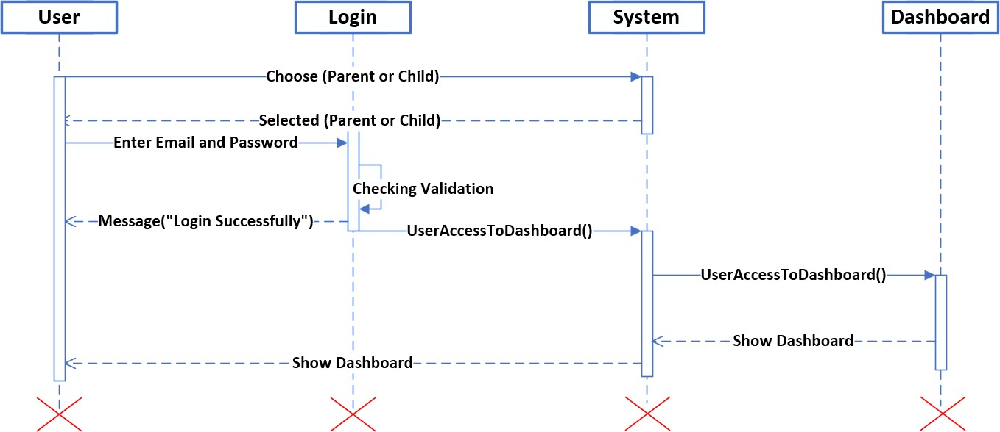 User
Login
System
Dashboard
Choose (Parent or Child)
Selected (Parent or Child)
Enter Email and Password
Checking Validation
Message("Login Successfully")
UserAccessToDashboard()
UserAccessToDashboard()
Show Dashboard
Show Dashboard